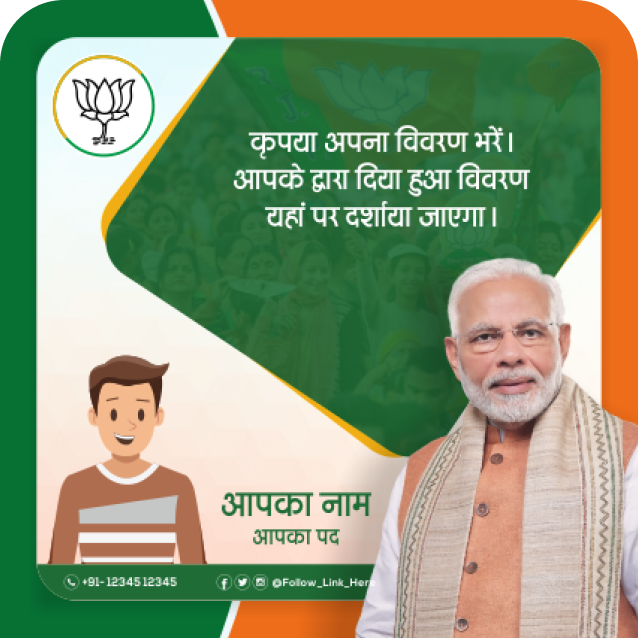 कृपया अपना विवरण भरें।
आपके द्वारा दिया हुआ विवरण
यहां पर दर्शाया जाएगा।
आपका नाम
आपका पद
+91- 12345 12345
@Follow_Link_Here